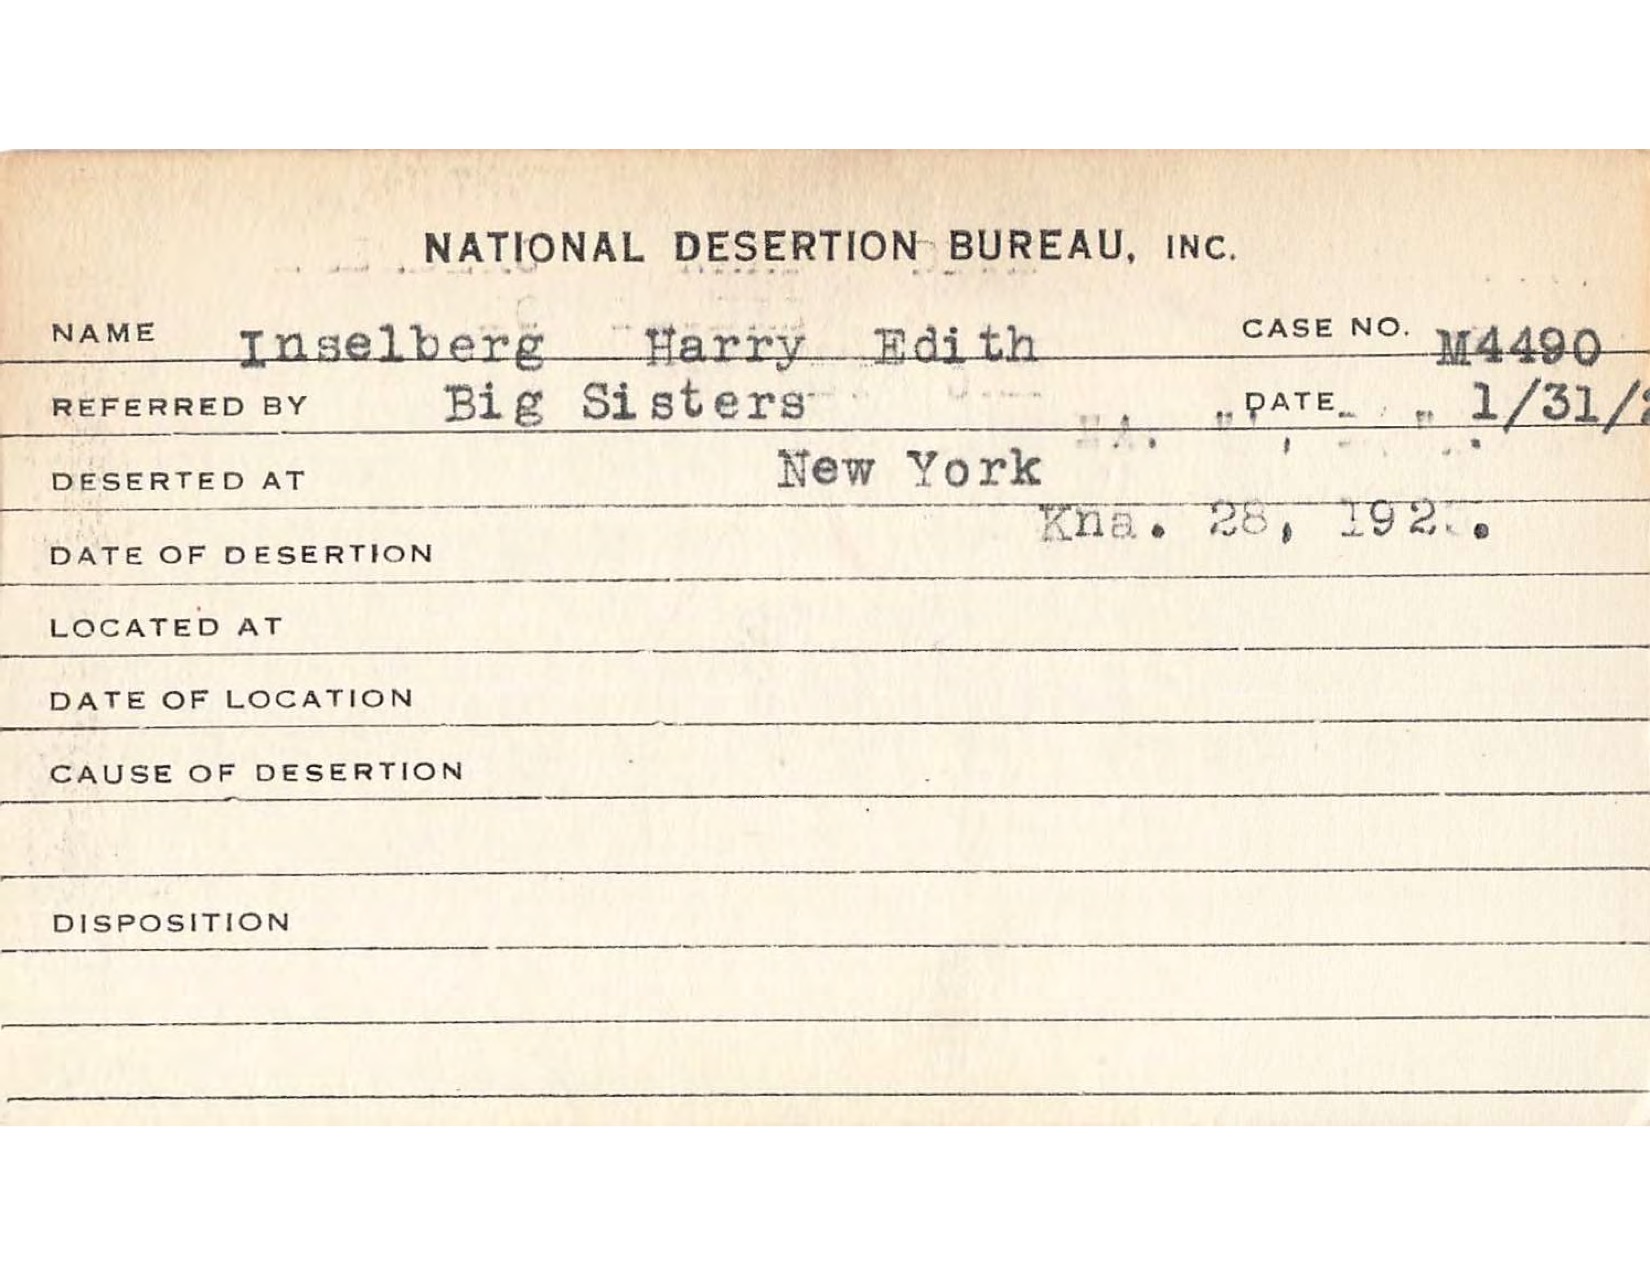 NATIONAL DESERTION BUREAU, INC.
NAME Inselberg Harry Edith CASE NO. M4490
REFERRED BY Big Sisters DATE 1/31/2
DESERTED AT New York
Kna. 28,
DATE OF DESERTION
LOCATED AT
DATE OF LOCATION
CAUSE OF DESERTION
DISPOSITION